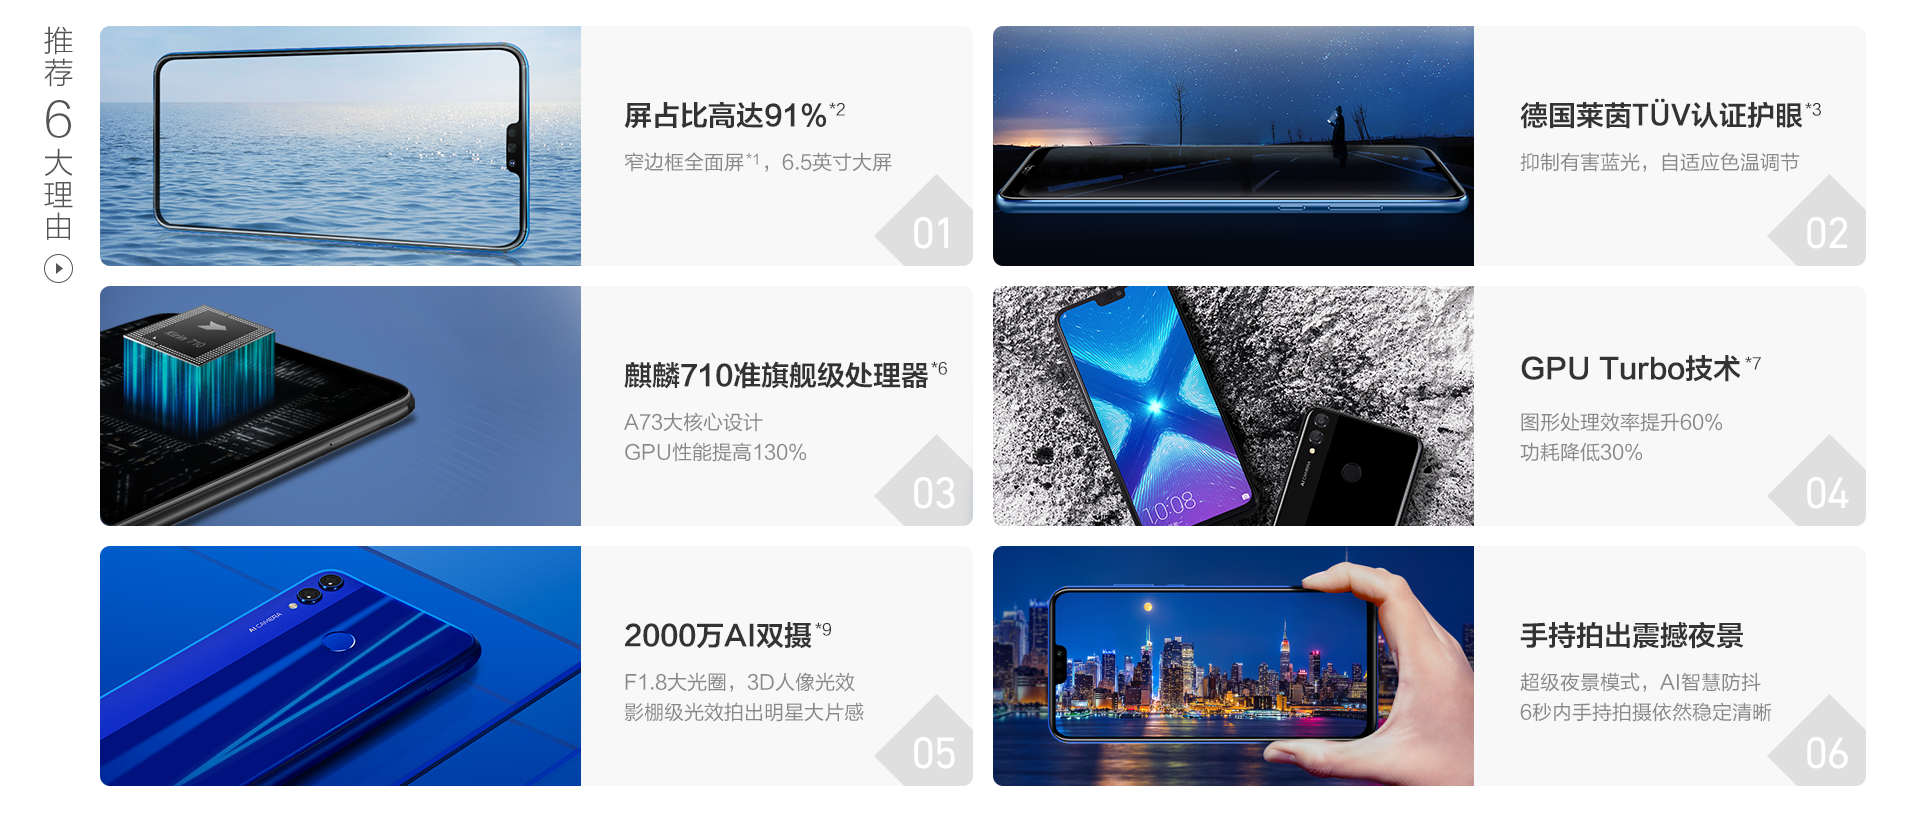 推荐6大理由
屏占比高达91%*2
窄边框全面屏*1，6.5英寸大屏
01
德国莱茵TÜV认证护眼*3
抑制有害蓝光，自适应色温调节
02
Kirin 710
麒麟710准旗舰级处理器*6
A73大核心设计
GPU性能提高130%
03
10:08
AI CAMERA
GPU Turbo技术*7
图形处理效率提升60%
功耗降低30%
04
AI CAMERA
2000万AI双摄*9
F1.8大光圈，3D人像光效
影棚级光效拍出明星大片感
05
手持拍出震撼夜景
超级夜景模式，AI智慧防抖
6秒内手持拍摄依然稳定清晰
06